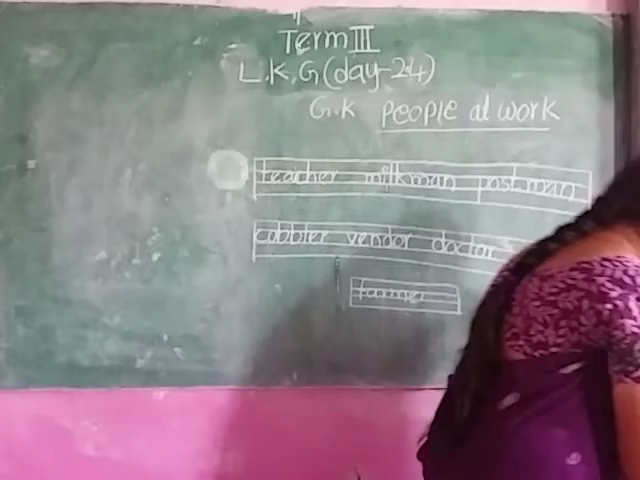 Term III
L.K.G (day-24)
G.K People at work
teacher milkman postman
cobbler vendor doctor
farmer